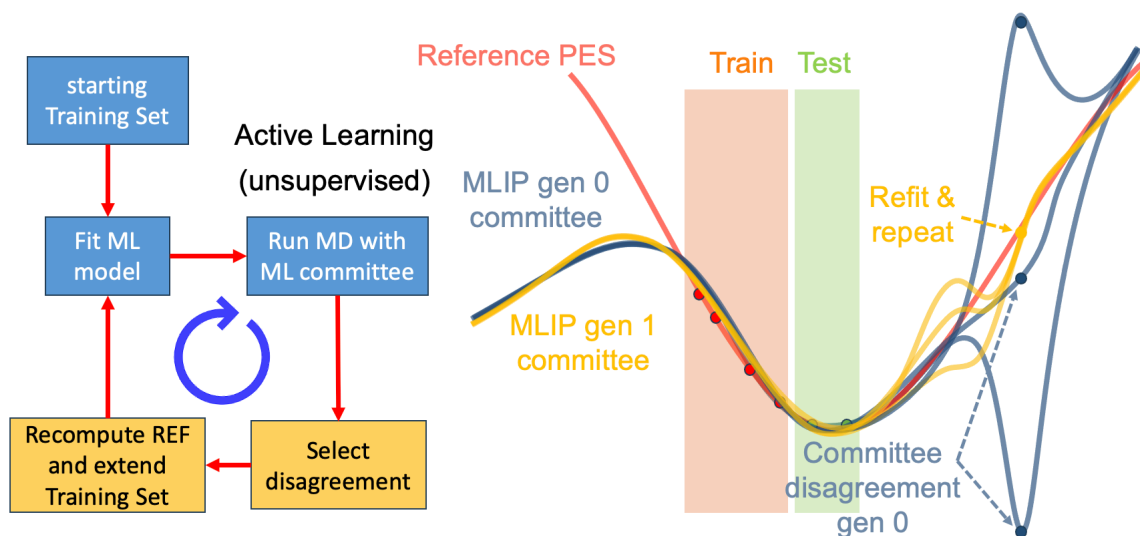 starting
Training Set
Active Learning
(unsupervised)
Fit ML
model
Run MD with
ML committee
Recompute REF
and extend
Training Set
Select
disagreement
Reference PES
Train
Test
MLIP gen 0
committee
MLIP gen 1
committee
Refit &
repeat
Committee
disagreement
gen 0